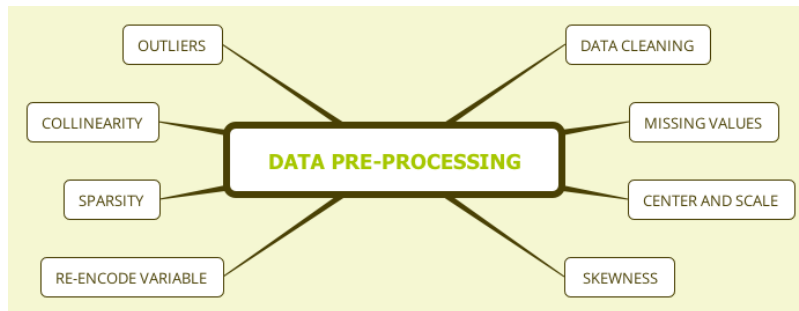 OUTLIERS
DATA CLEANING
COLLINEARITY
MISSING VALUES
DATA PRE-PROCESSING
SPARSITY
CENTER AND SCALE
RE-ENCODE VARIABLE
SKEWNESS